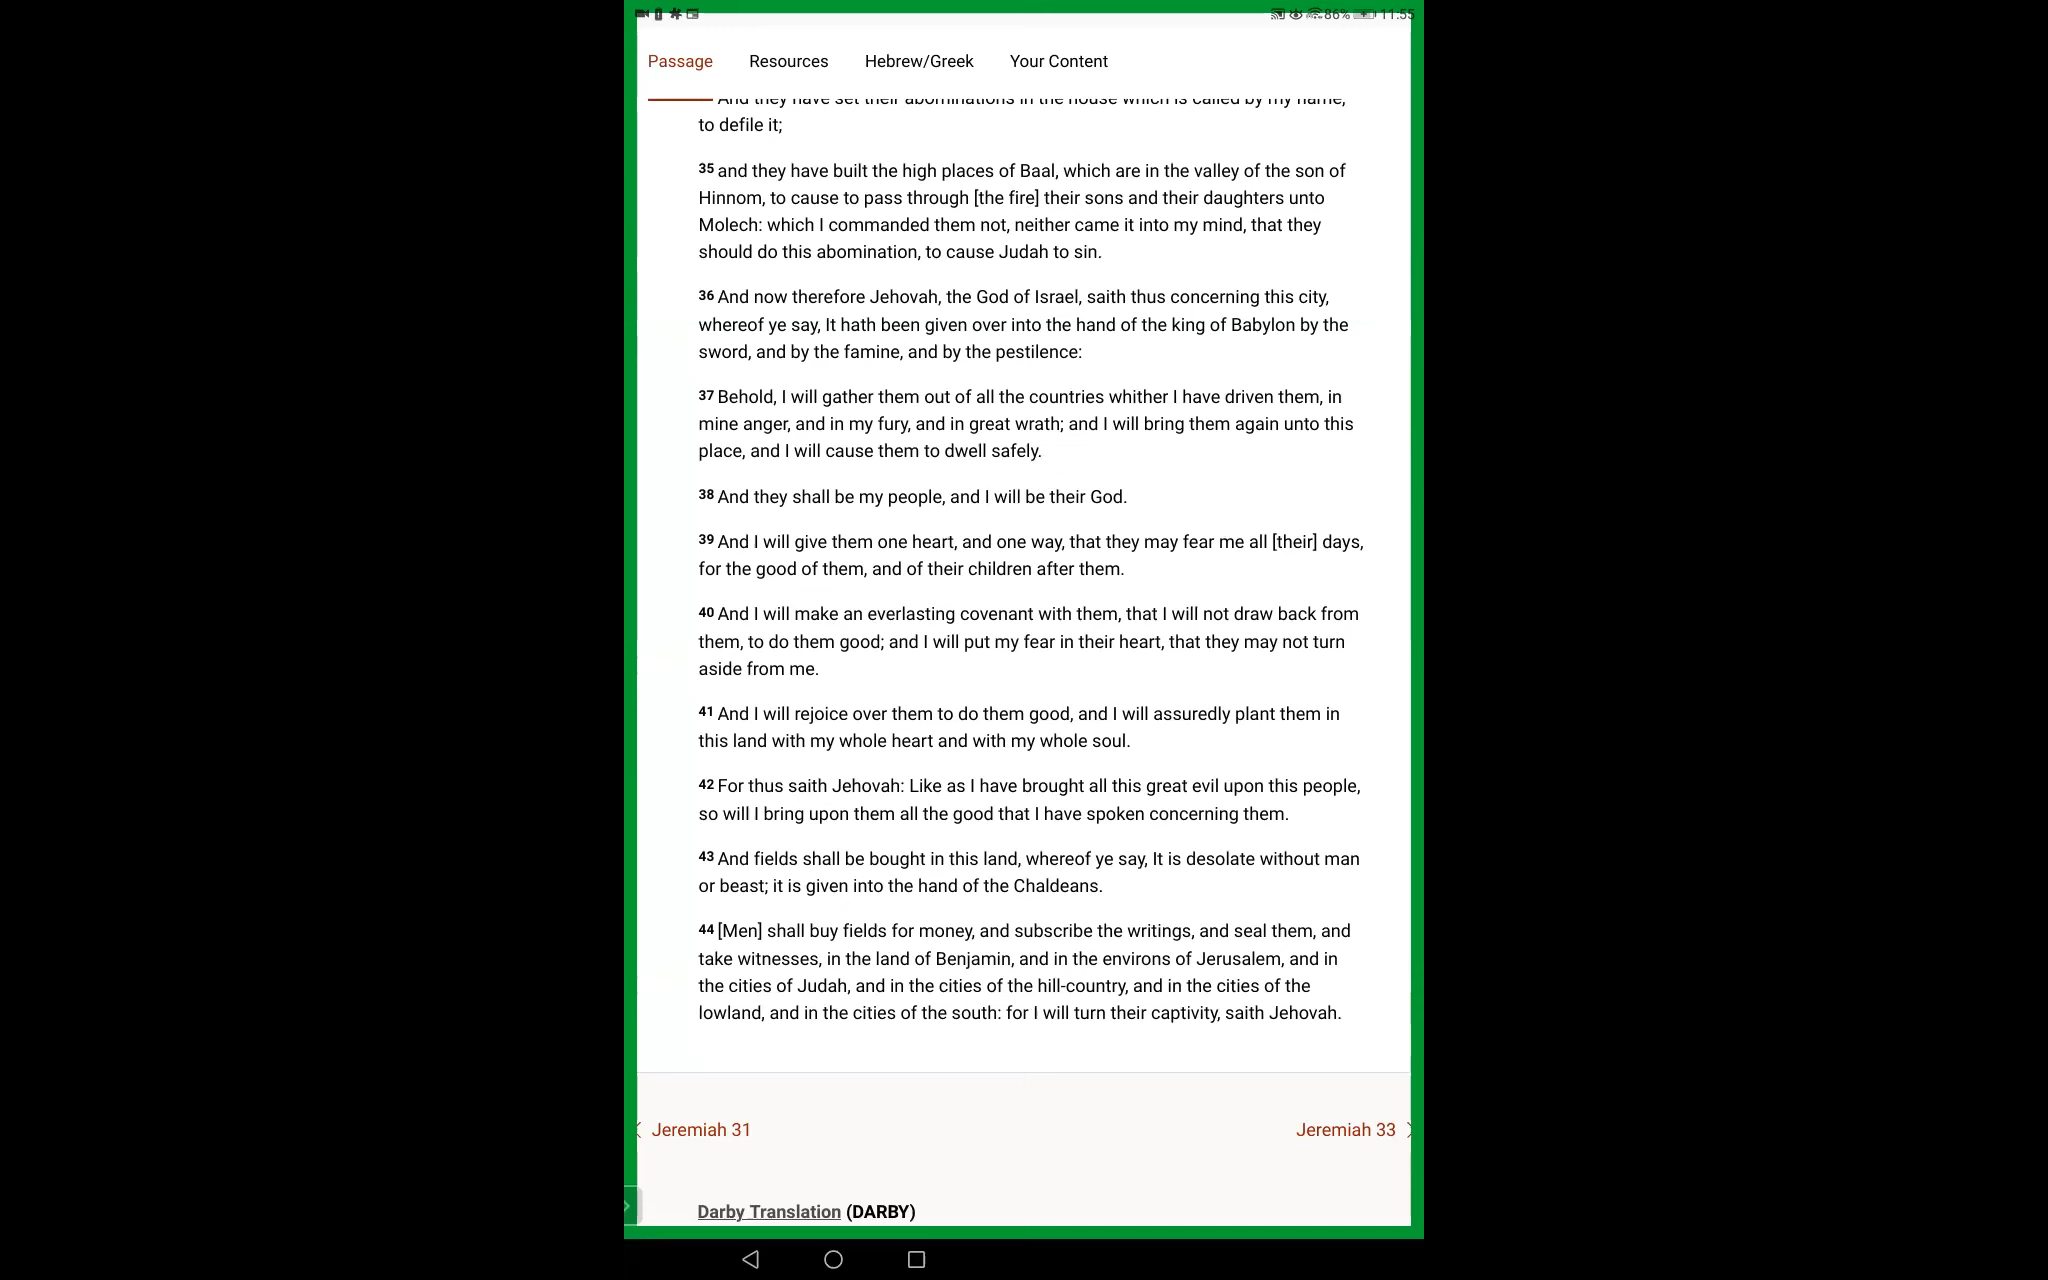 86% 11:55
Passage Resources Hebrew/Greek Your Content
And they have set their abominations in the house which is called by my name,
to defile it;
35 and they have built the high places of Baal, which are in the valley of the son of
Hinnom, to cause to pass through [the fire] their sons and their daughters unto
Molech: which I commanded them not, neither came it into my mind, that they
should do this abomination, to cause Judah to sin.
36 And now therefore Jehovah, the God of Israel, saith thus concerning this city,
whereof ye say, It hath been given over into the hand of the king of Babylon by the
sword, and by the famine, and by the pestilence:
37 Behold, I will gather them out of all the countries whither I have driven them, in
mine anger, and in my fury, and in great wrath; and I will bring them again unto this
place, and I will cause them to dwell safely.
38 And they shall be my people, and I will be their God.
39 And I will give them one heart, and one way, that they may fear me all [their] days,
for the good of them, and of their children after them.
40 And I will make an everlasting covenant with them, that I will not draw back from
them, to do them good; and I will put my fear in their heart, that they may not turn
aside from me.
41 And I will rejoice over them to do them good, and I will assuredly plant them in
this land with my whole heart and with my whole soul.
42 For thus saith Jehovah: Like as I have brought all this great evil upon this people,
so will I bring upon them all the good that I have spoken concerning them.
43 And fields shall be bought in this land, whereof ye say, It is desolate without man
or beast; it is given into the hand of the Chaldeans.
44 [Men] shall buy fields for money, and subscribe the writings, and seal them, and
take witnesses, in the land of Benjamin, and in the environs of Jerusalem, and in
the cities of Judah, and in the cities of the hill-country, and in the cities of the
lowland, and in the cities of the south: for I will turn their captivity, saith Jehovah.
Jeremiah 31 Jeremiah 33
Darby Translation (DARBY)